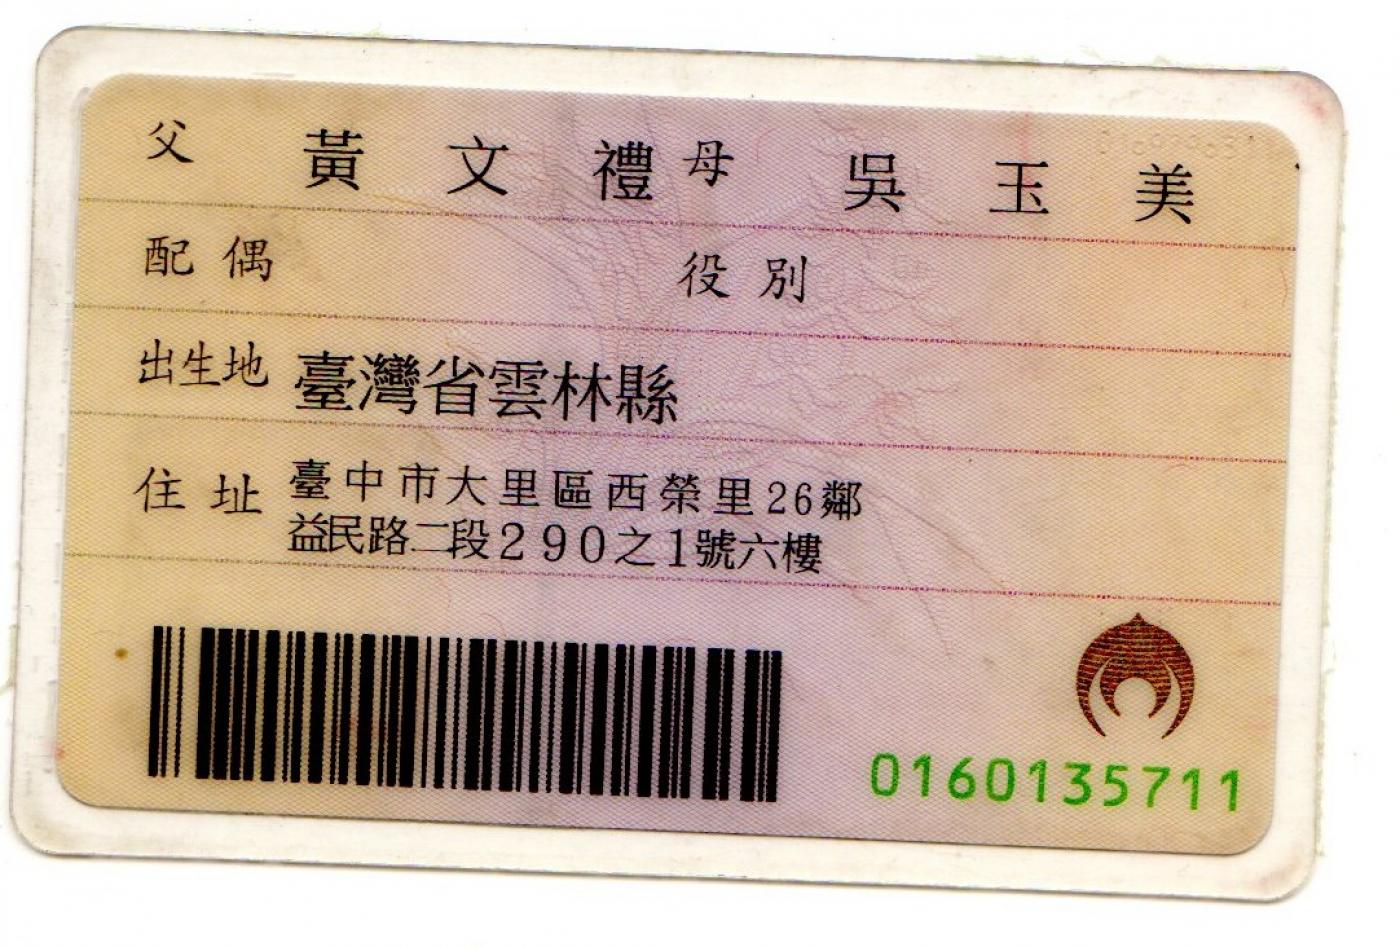 父 黃文禮 母 吳玉美
配偶 役別
出生地 臺灣省雲林縣
住址 臺中市大里區西榮里26鄰
益民路二段290之1號六樓
0160135711